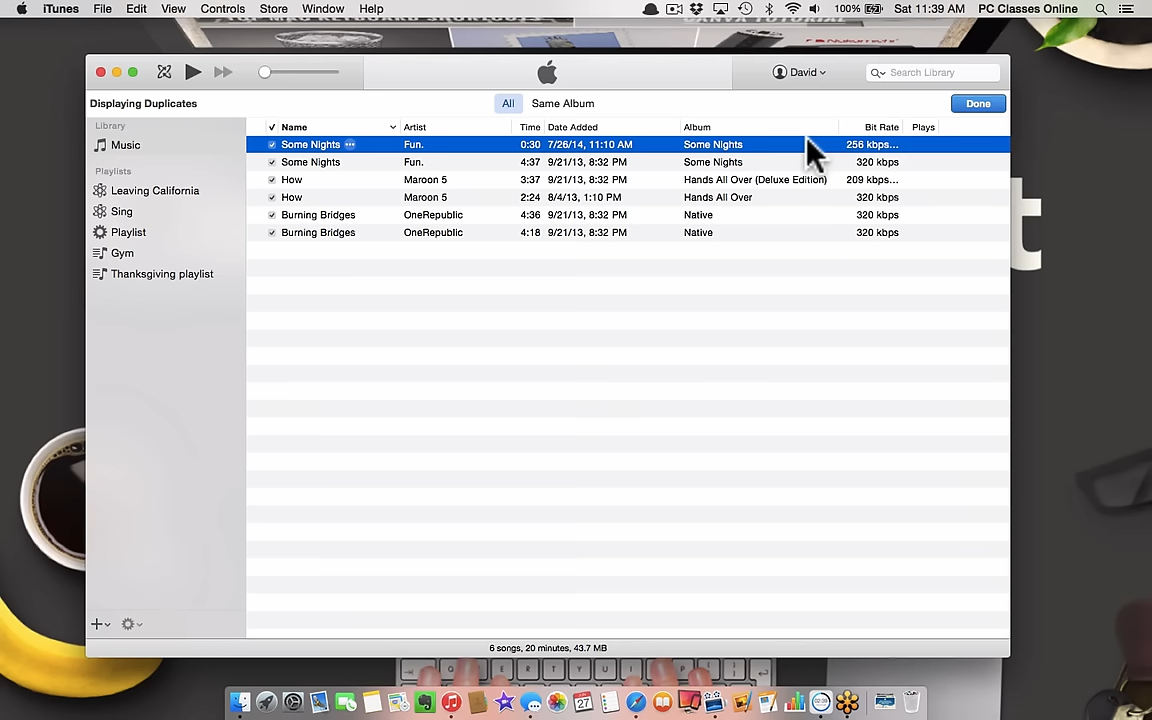 iTunes File Edit View Controls Store Window Help 100% Sat 11:39 AM PC Classes Online
CANVA TUTORIAL
David Search Library
Displaying Duplicates All Same Album Done
Library
Music
Playlists
Leaving California
Sing
Playlist
Gym
Thanksgiving playlist
Name Artist Time Date Added Album Bit Rate Plays
Some Nights Fun. 0:30 7/26/14, 11:10 AM Some Nights 256 kbps...
Some Nights Fun. 4:37 9/21/13, 8:32 PM Some Nights 320 kbps
How Maroon 5 3:37 9/21/13, 8:32 PM Hands All Over (Deluxe Edition) 209 kbps...
How Maroon 5 2:24 8/4/13, 1:10 PM Hands All Over 320 kbps
Burning Bridges OneRepublic 4:36 9/21/13, 8:32 PM Native 320 kbps
Burning Bridges OneRepublic 4:18 9/21/13, 8:32 PM Native 320 kbps
t
6 songs, 20 minutes, 43.7 MB